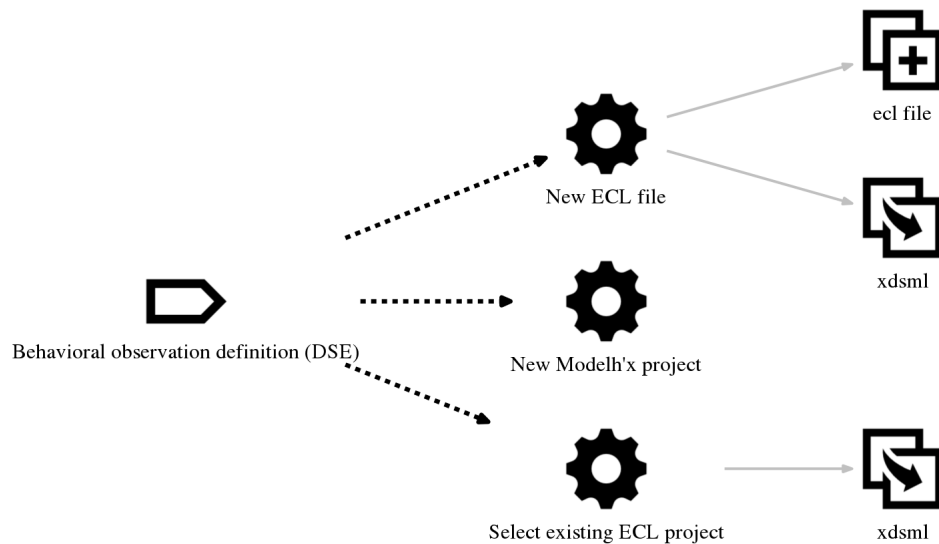 ecl file
New ECL file
xdsml
Behavioral observation definition (DSE)
New Modelh'x project
Select existing ECL project
xdsml